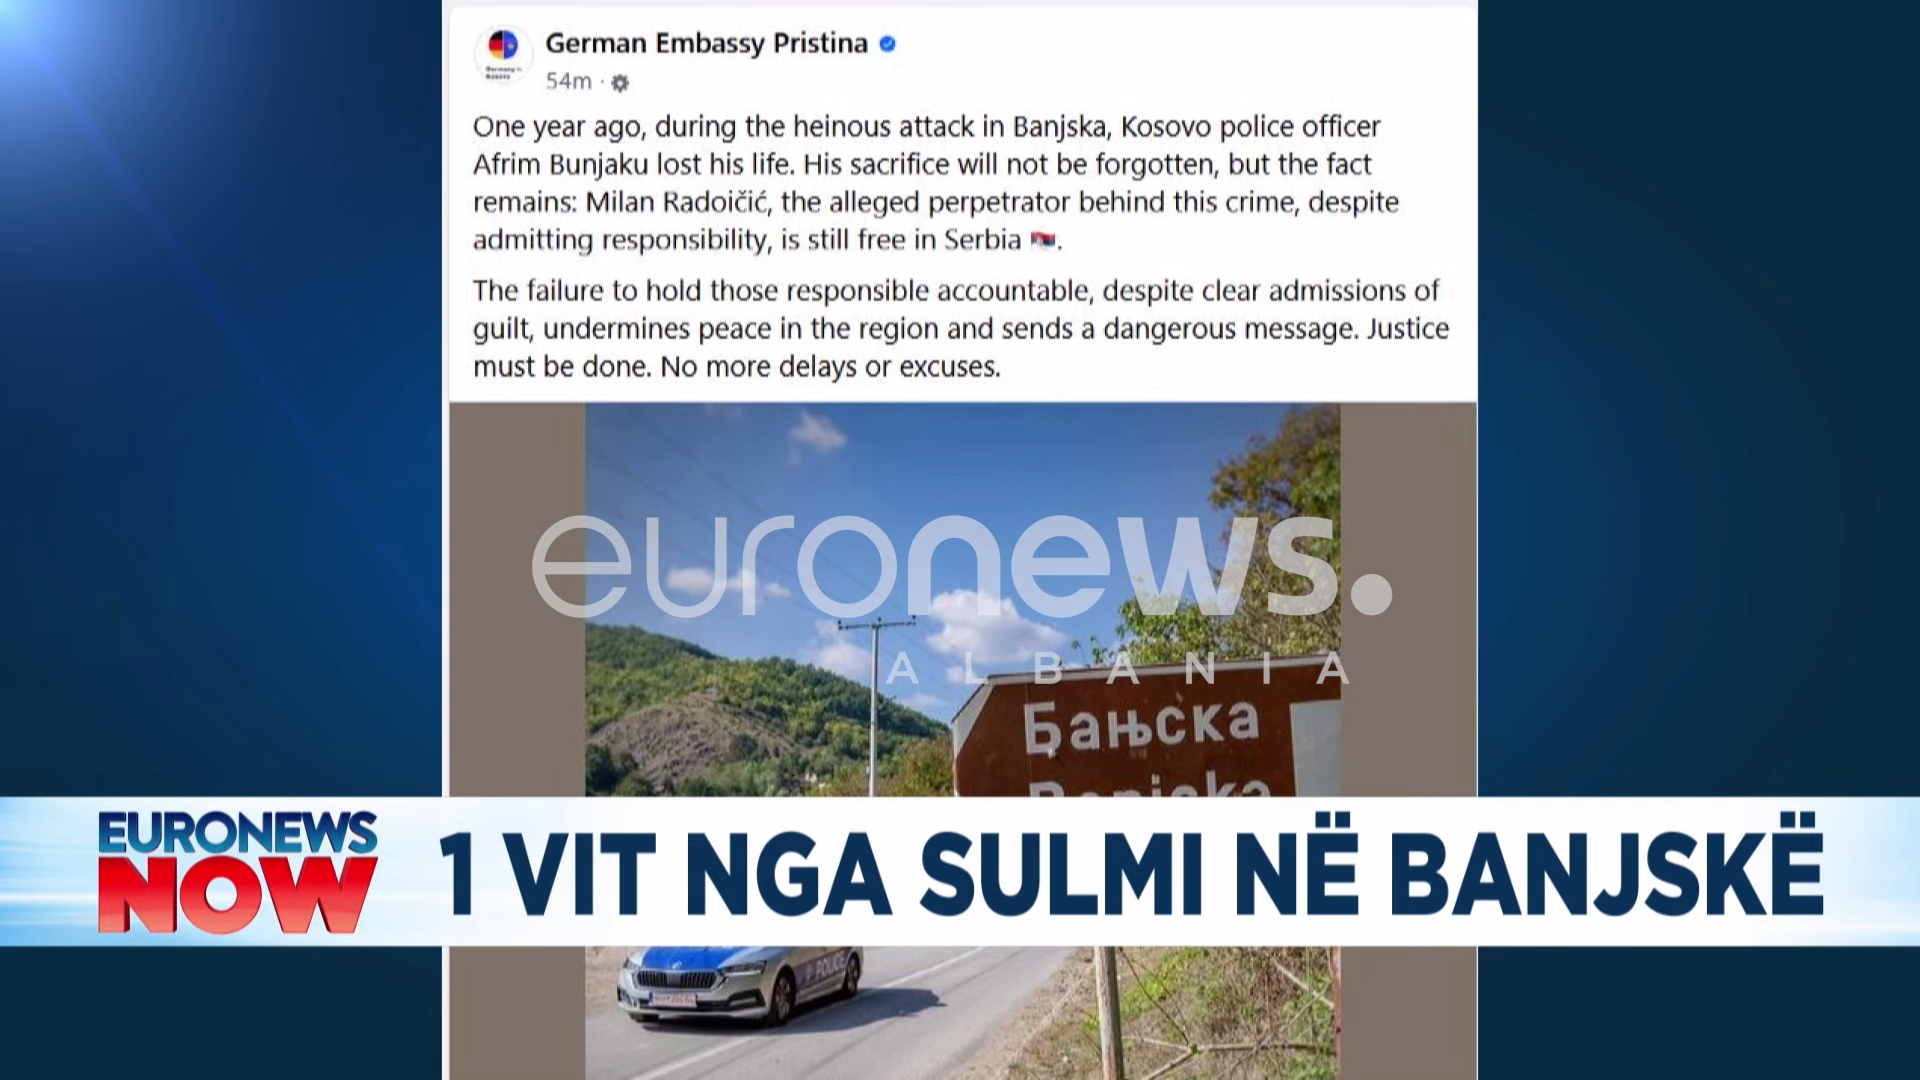 German Embassy Pristina
54m
One year ago, during the heinous attack in Banjska, Kosovo police officer
Afrim Bunjaku lost his life. His sacrifice will not be forgotten, but the fact
remains: Milan Radoičić, the alleged perpetrator behind this crime, despite
admitting responsibility, is still free in Serbia 🇷🇸.
The failure to hold those responsible accountable, despite clear admissions of
guilt, undermines peace in the region and sends a dangerous message. Justice
must be done. No more delays or excuses.
euronews.
ALBANIA
Бањска
Banjska
EURONEWS
NOW
1 VIT NGA SULMI NË BANJSKË
POLICE